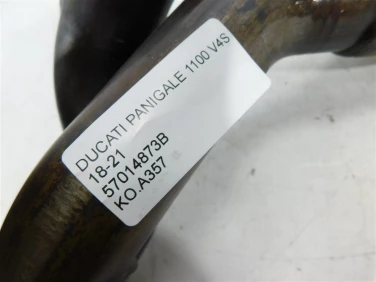 DUCATI PANIGALE 1100 V4S
18-21
57014873B
KO.A357